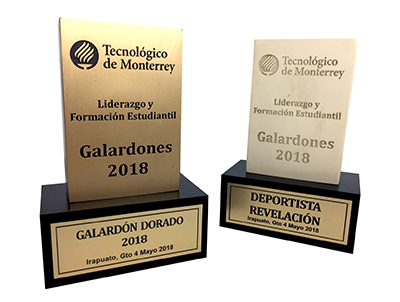 Tecnológico
de Monterrey
Liderazgo y
Formación Estudiantil
Galardones
2018
GALARDÓN DORADO
2018
Irapuato, Gto 4 Mayo 2018
Tecnológico
de Monterrey
Liderazgo y
Formación Estudiantil
Galardones
2018
DEPORTISTA
REVELACIÓN
Irapuato, Gto 4 Mayo 2018